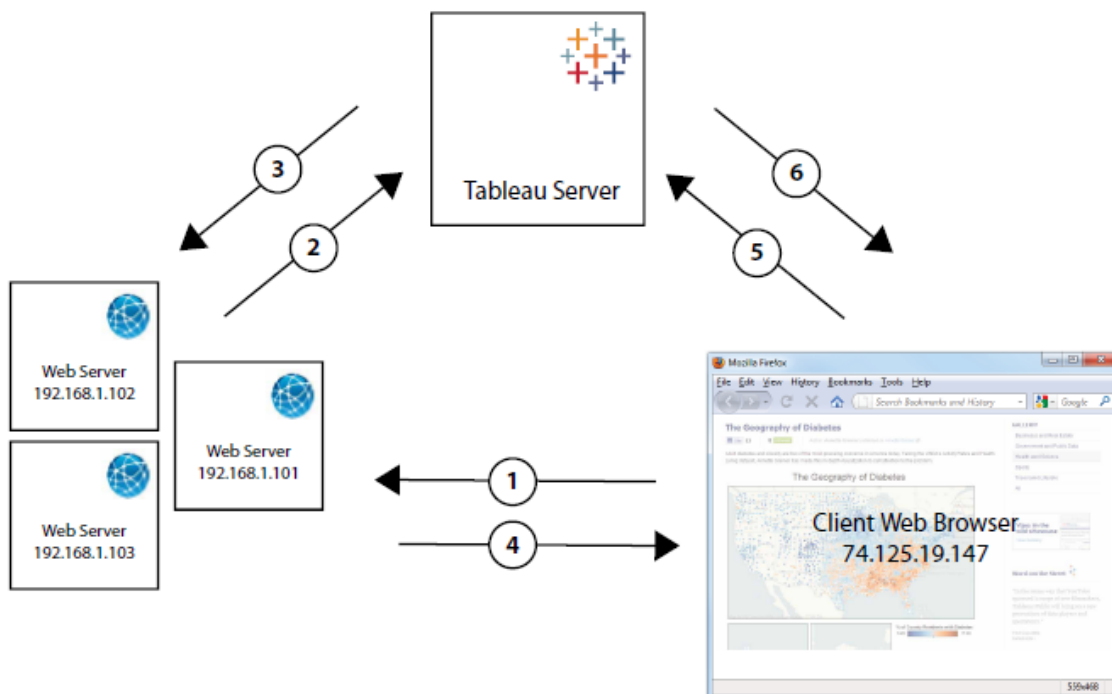 Tableau Server
3
2
6
5
Web Server
192.168.1.102
Web Server
192.168.1.101
Web Server
192.168.1.103
1
4
Mozilla Firefox
File Edit View History Bookmarks Tools Help
Search Bookmarks and History
Google
The Geography of Diabetes
GALLERY
The Geography of Diabetes
Client Web Browser
74.125.19.147
559x468